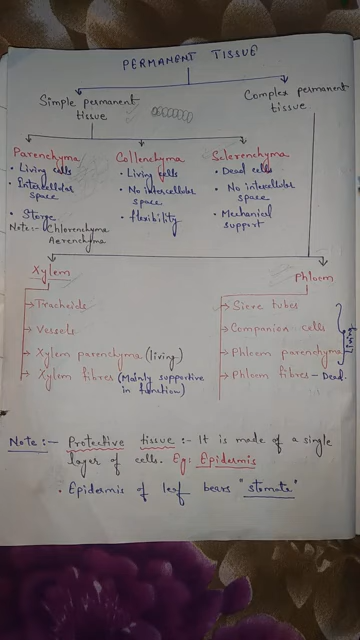 PERMANENT TISSUE
Simple permanent
tissue
Complex permanent
tissue
Parenchyma
• Living cells
• Intercellular
space
• Storge
Note:- Chlorenchyma
Aerenchyma
Collenchyma
• Living cells
• No intercellular
space
• flexibility
Sclerenchyma
• Dead cells
• No intercellular
space
• Mechanical
support
Xylem
→ Tracheids
→ Vessels
→ Xylem parenchyma (living)
→ Xylem fibres (Mainly supportive
in function)
Phloem
→ Sieve tubes
→ Companion cells
→ Phloem parenchyma
→ Phloem fibres - Dead.
living
Note :- Protective tissue :- It is made of a single
layer of cells. Eg: Epidermis
• Epidermis of leaf bears "stomata"